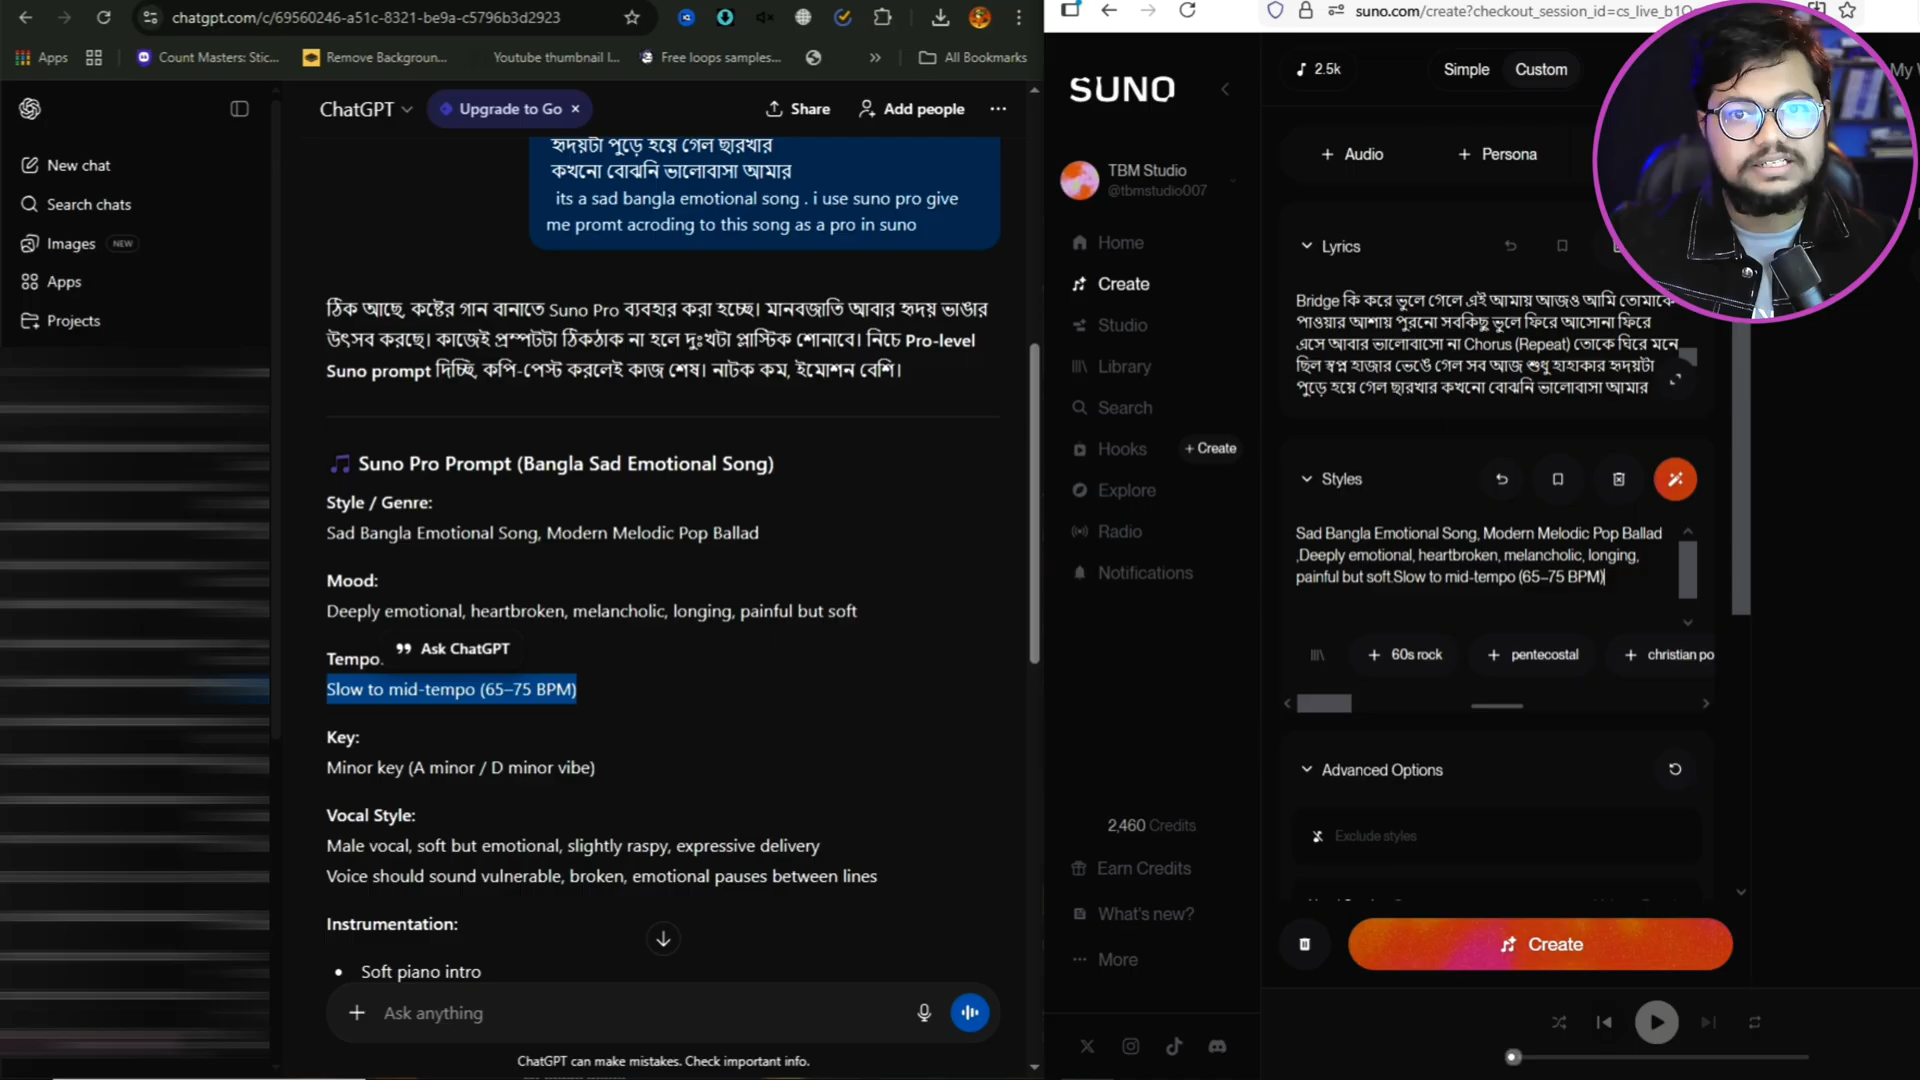 chatgpt.com/c/69560246-a51c-8321-be9a-c5796b3d2923
Apps
Count Masters: Stic...
Remove Backgroun...
Youtube thumbnail l...
Free loops samples...
»
All Bookmarks
ChatGPT
Upgrade to Go ×
Share
Add people
New chat
Search chats
Images NEW
Apps
Projects
হৃদয়টা পুড়ে হয়ে গেল ছারখার
কখনো বোঝনি ভালোবাসা আমার
its a sad bangla emotional song . i use suno pro give
me promt acroding to this song as a pro in suno
ঠিক আছে, কষ্টের গান বানাতে Suno Pro ব্যবহার করা হচ্ছে। মানবজাতি আবার হৃদয় ভাঙার
উৎসব করছে। কাজেই প্রম্পটটা ঠিকঠাক না হলে দুঃখটা প্লাস্টিক শোনাবে। নিচে Pro-level
Suno prompt দিচ্ছি, কপি-পেস্ট করলেই কাজ শেষ। নাটক কম, ইমোশন বেশি।
Suno Pro Prompt (Bangla Sad Emotional Song)
Style / Genre:
Sad Bangla Emotional Song, Modern Melodic Pop Ballad
Mood:
Deeply emotional, heartbroken, melancholic, longing, painful but soft
Ask ChatGPT
Tempo:
Slow to mid-tempo (65–75 BPM)
Key:
Minor key (A minor / D minor vibe)
Vocal Style:
Male vocal, soft but emotional, slightly raspy, expressive delivery
Voice should sound vulnerable, broken, emotional pauses between lines
Instrumentation:
• Soft piano intro
Ask anything
ChatGPT can make mistakes. Check important info.
suno.com/create?checkout_session_id=cs_live_b1
SUNO
TBM Studio
@tbmstudio007
Home
Create
Studio
Library
Search
Hooks
+ Create
Explore
Radio
Notifications
2,460 Credits
Earn Credits
What's new?
More
2.5k
Simple
Custom
My
+ Audio
+ Persona
Lyrics
Bridge কি করে ভুলে গেলে এই আমায় আজও আমি তোমাকে
পাওয়ার আশায় পুরনো সবকিছু ভুলে ফিরে আসোনা ফিরে
এসে আবার ভালোবাসো না Chorus (Repeat) তোকে ঘিরে মনে
ছিল স্বপ্ন হাজার ভেঙে গেল সব আজ শুধু হাহাকার হৃদয়টা
পুড়ে হয়ে গেল ছারখার কখনো বোঝনি ভালোবাসা আমার
Styles
Sad Bangla Emotional Song, Modern Melodic Pop Ballad
,Deeply emotional, heartbroken, melancholic, longing,
painful but soft.Slow to mid-tempo (65–75 BPM)
+ 60s rock
+ pentecostal
+ christian po
Advanced Options
Exclude styles
Create